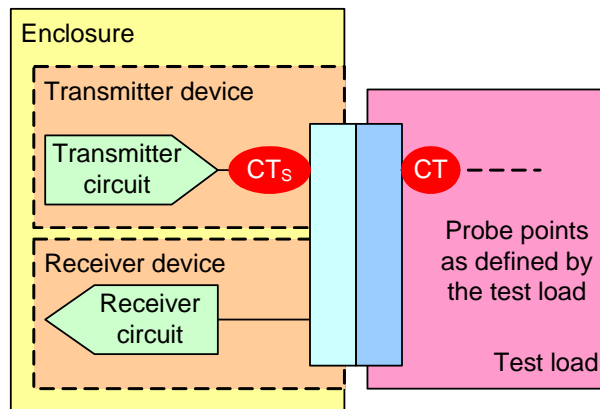 Enclosure
Transmitter device
Transmitter
circuit
CTS
CT
Probe points
as defined by
the test load
Receiver device
Receiver
circuit
Test load